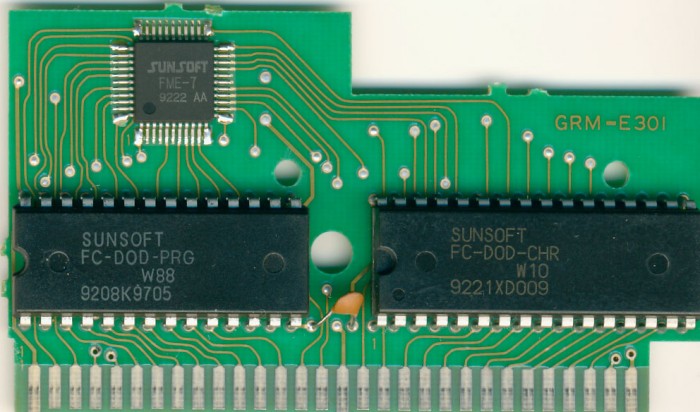 SUNSOFT
FME-7
9222 AA
GRM-E301
SUNSOFT
FC-DOD-PRG
W88
9208K9705
SUNSOFT
FC-DOD-CHR
W10
9221XD009
1